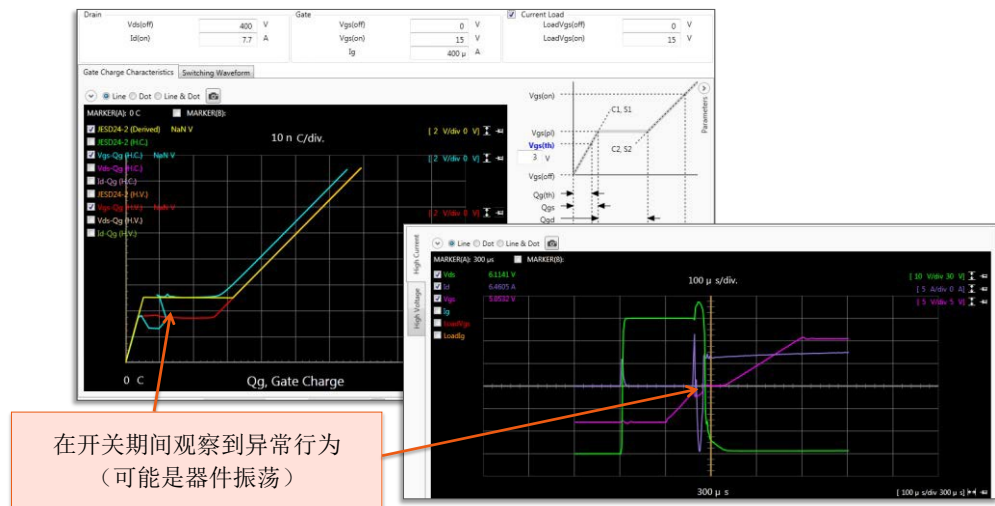 Drain
Vds(off) 400 V
Id(on) 7.7 A
Gate
Vgs(off) 0 V
Vgs(on) 15 V
Ig 400 μ A
Current Load
LoadVgs(off) 0 V
LoadVgs(on) 15 V
Gate Charge Characteristics Switching Waveform
Line Dot Line & Dot
MARKER(A): 0 C MARKER(B):
JESD24-2 (Derived) NaN V
JESD24-2 (H.C.)
Vgs-Qg (H.C.) NaN V
Vds-Qg (H.C.)
Id-Qg (H.C.)
JESD24-2 (H.V.)
Vgs-Qg (H.V.) NaN V
Vds-Qg (H.V.)
Id-Qg (H.V.)
10 n C/div.
[ 2 V/div 0 V]
[ 2 V/div 0 V]
[ 2 V/div 0 V]
0 C Qg, Gate Charge
Vgs(on)
C1, S1
Vgs(pl)
Vgs(th)
3 V
C2, S2
Vgs(off)
Qg(th)
Qgs
Qgd
Parameters
High Current
High Voltage
Line Dot Line & Dot
MARKER(A): 300 μs MARKER(B):
Vds 6.1141 V
Id 6.4605 A
Vgs 5.0532 V
Ig
LoadVgs
LoadIg
100 μ s/div.
[ 10 V/div 30 V]
[ 5 A/div 0 A]
[ 5 V/div 5 V]
300 μ s
[ 100 μ s/div 300 μ s]
在开关期间观察到异常行为
（可能是器件振荡）